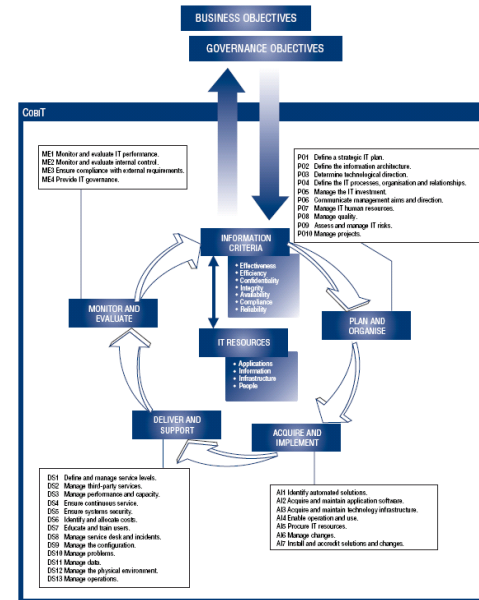 BUSINESS OBJECTIVES
GOVERNANCE OBJECTIVES
COBIT
ME1 Monitor and evaluate IT performance.
ME2 Monitor and evaluate internal control.
ME3 Ensure compliance with external requirements.
ME4 Provide IT governance.
PO1 Define a strategic IT plan.
PO2 Define the information architecture.
PO3 Determine technological direction.
PO4 Define the IT processes, organisation and relationships.
PO5 Manage the IT investment.
PO6 Communicate management aims and direction.
PO7 Manage IT human resources.
PO8 Manage quality.
PO9 Assess and manage IT risks.
PO10 Manage projects.
INFORMATION
CRITERIA
• Effectiveness
• Efficiency
• Confidentiality
• Integrity
• Availability
• Compliance
• Reliability
MONITOR AND
EVALUATE
PLAN AND
ORGANISE
IT RESOURCES
• Applications
• Information
• Infrastructure
• People
DELIVER AND
SUPPORT
ACQUIRE AND
IMPLEMENT
DS1 Define and manage service levels.
DS2 Manage third-party services.
DS3 Manage performance and capacity.
DS4 Ensure continuous service.
DS5 Ensure systems security.
DS6 Identify and allocate costs.
DS7 Educate and train users.
DS8 Manage service desk and incidents.
DS9 Manage the configuration.
DS10 Manage problems.
DS11 Manage data.
DS12 Manage the physical environment.
DS13 Manage operations.
AI1 Identify automated solutions.
AI2 Acquire and maintain application software.
AI3 Acquire and maintain technology infrastructure.
AI4 Enable operation and use.
AI5 Procure IT resources.
AI6 Manage changes.
AI7 Install and accredit solutions and changes.